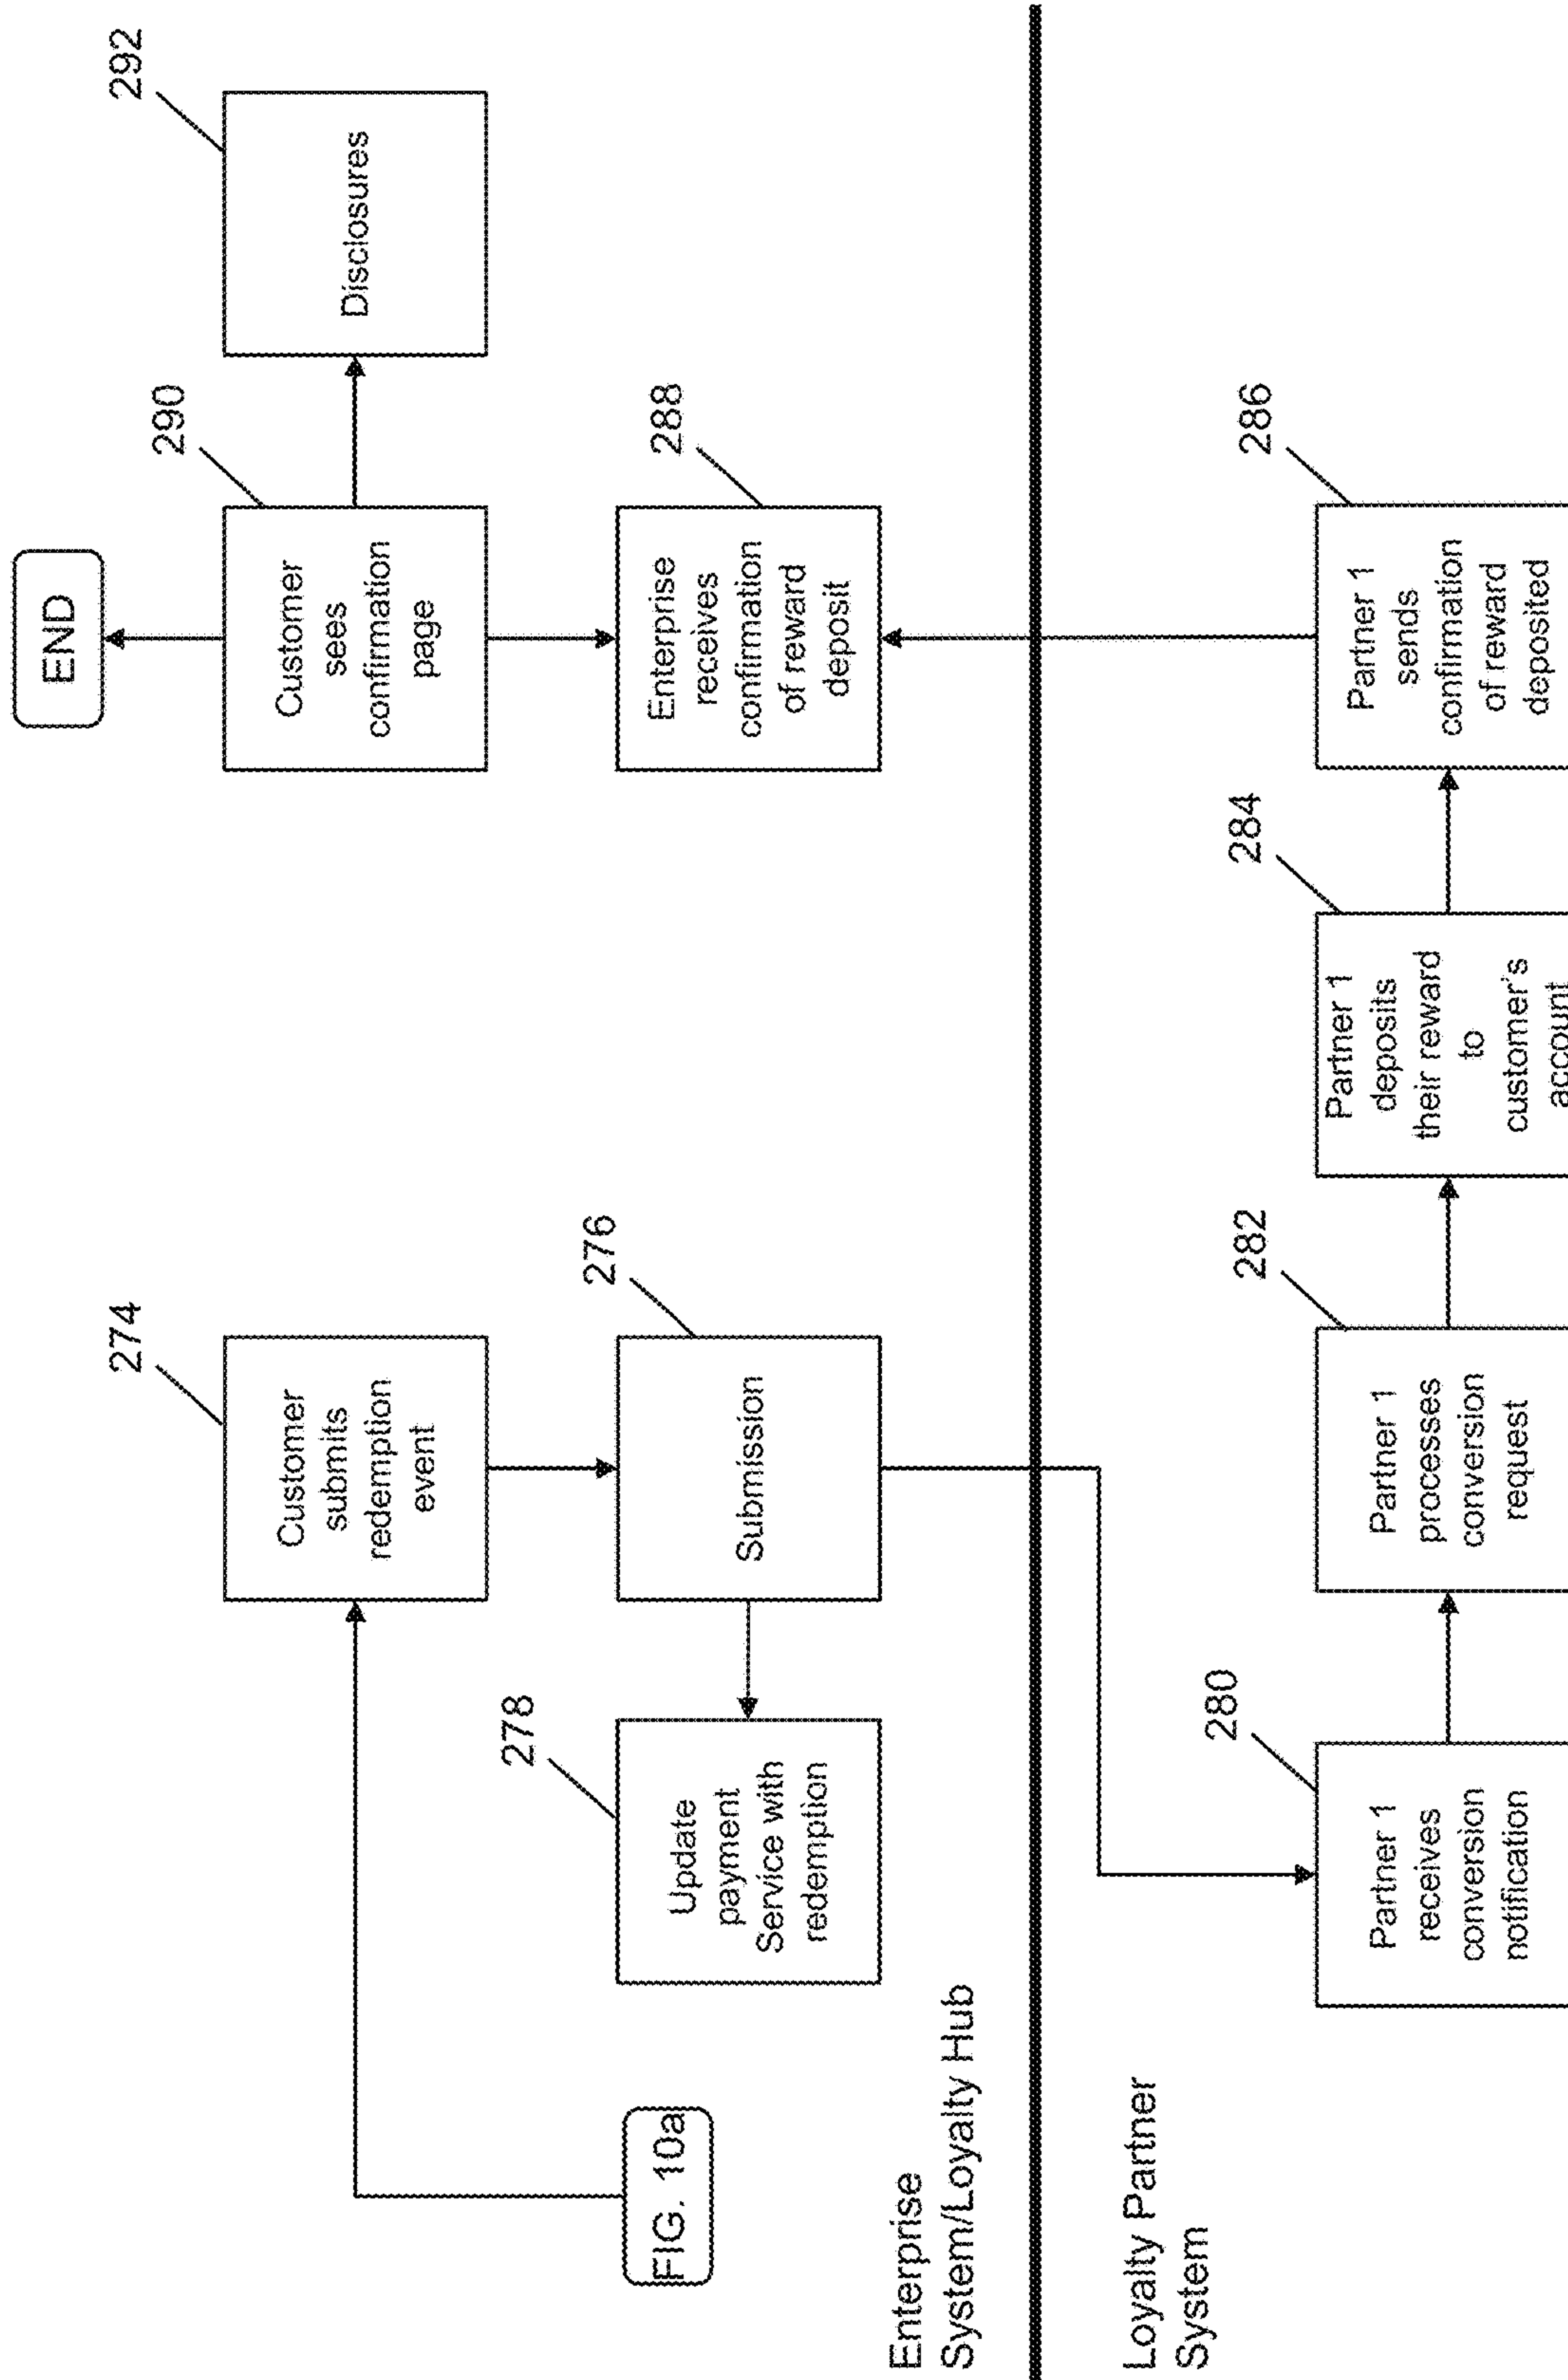 END
292
Disclosures
290
Customer
sees
confirmation
page
288
Enterprise
receives
confirmation
of reward
deposit
274
Customer
submits
redemption
event
276
Submission
278
Update
payment
Service with
redemption
FIG. 10a
Enterprise
System/Loyalty Hub
Loyalty Partner
System
280
Partner 1
receives
conversion
notification
282
Partner 1
processes
conversion
request
284
Partner 1
deposits
their reward
to
customer's
account
286
Partner 1
sends
confirmation
of reward
deposited